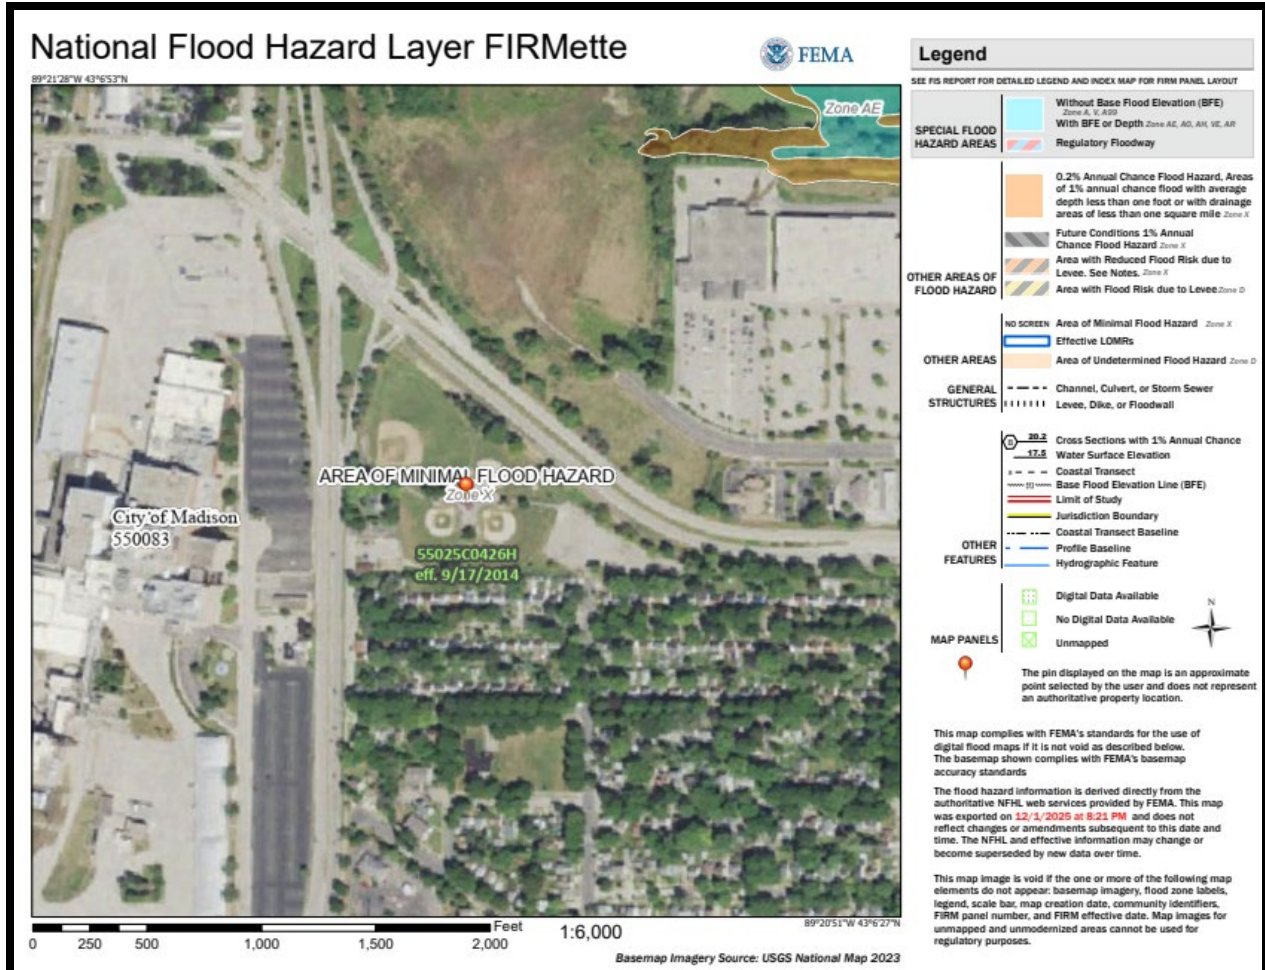 National Flood Hazard Layer FIRMette
FEMA
89°21'28"W 43°6'53"N
Zone AE
AREA OF MINIMAL FLOOD HAZARD
Zone X
City of Madison
550083
55025C0426H
eff. 9/17/2014
89°20'51"W 43°6'27"N
Feet
1:6,000
0 250 500 1,000 1,500 2,000
Basemap Imagery Source: USGS National Map 2023
Legend
SEE FIS REPORT FOR DETAILED LEGEND AND INDEX MAP FOR FIRM PANEL LAYOUT
SPECIAL FLOOD
HAZARD AREAS
Without Base Flood Elevation (BFE)
Zone A, V, A99
With BFE or Depth Zone AE, AO, AH, VE, AR
Regulatory Floodway
OTHER AREAS OF
FLOOD HAZARD
0.2% Annual Chance Flood Hazard, Areas
of 1% annual chance flood with average
depth less than one foot or with drainage
areas of less than one square mile Zone X
Future Conditions 1% Annual
Chance Flood Hazard Zone X
Area with Reduced Flood Risk due to
Levee. See Notes. Zone X
Area with Flood Risk due to Levee Zone D
OTHER AREAS
NO SCREEN Area of Minimal Flood Hazard Zone X
Effective LOMRs
Area of Undetermined Flood Hazard Zone D
GENERAL
STRUCTURES
Channel, Culvert, or Storm Sewer
Levee, Dike, or Floodwall
OTHER
FEATURES
20.2 Cross Sections with 1% Annual Chance
17.5 Water Surface Elevation
Coastal Transect
Base Flood Elevation Line (BFE)
Limit of Study
Jurisdiction Boundary
Coastal Transect Baseline
Profile Baseline
Hydrographic Feature
MAP PANELS
Digital Data Available
No Digital Data Available
Unmapped
N
The pin displayed on the map is an approximate
point selected by the user and does not represent
an authoritative property location.
This map complies with FEMA's standards for the use of
digital flood maps if it is not void as described below.
The basemap shown complies with FEMA's basemap
accuracy standards
The flood hazard information is derived directly from the
authoritative NFHL web services provided by FEMA. This map
was exported on 12/1/2025 at 8:21 PM and does not
reflect changes or amendments subsequent to this date and
time. The NFHL and effective information may change or
become superseded by new data over time.
This map image is void if the one or more of the following map
elements do not appear: basemap imagery, flood zone labels,
legend, scale bar, map creation date, community identifiers,
FIRM panel number, and FIRM effective date. Map images for
unmapped and unmodernized areas cannot be used for
regulatory purposes.